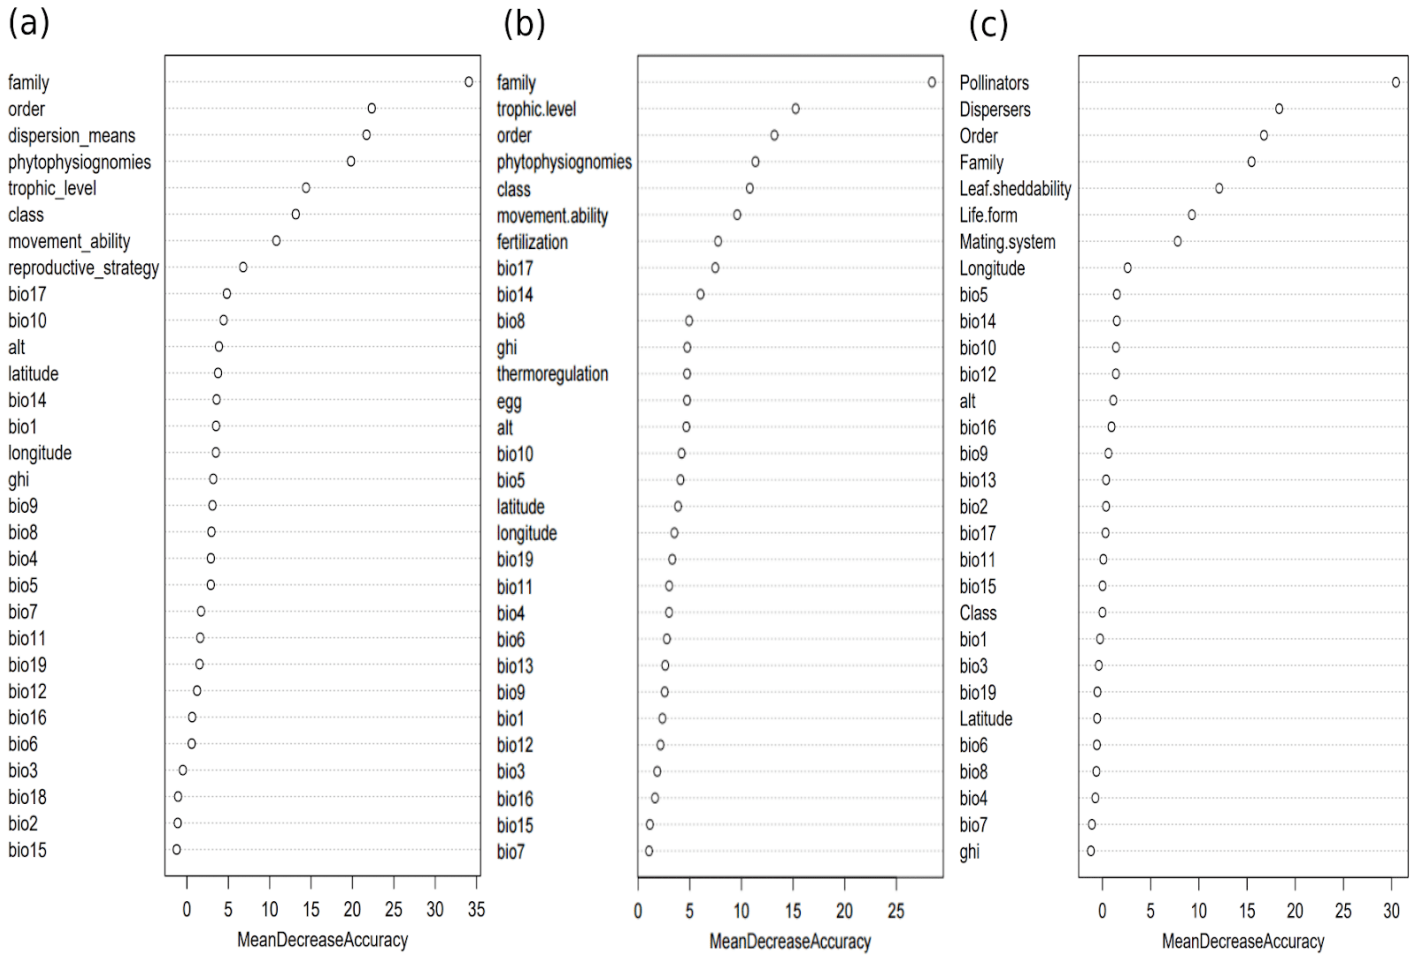 (a)
family
order
dispersion_means
phytophysiognomies
trophic_level
class
movement_ability
reproductive_strategy
bio17
bio10
alt
latitude
bio14
bio1
longitude
ghi
bio9
bio8
bio4
bio5
bio7
bio11
bio19
bio12
bio16
bio6
bio3
bio18
bio2
bio15
0 5 10 15 20 25 30 35
MeanDecreaseAccuracy
(b)
family
trophic.level
order
phytophysiognomies
class
movement.ability
fertilization
bio17
bio14
bio8
ghi
thermoregulation
egg
alt
bio10
bio5
latitude
longitude
bio19
bio11
bio4
bio6
bio13
bio9
bio1
bio12
bio3
bio16
bio15
bio7
0 5 10 15 20 25
MeanDecreaseAccuracy
(c)
Pollinators
Dispersers
Order
Family
Leaf.sheddability
Life.form
Mating.system
Longitude
bio5
bio14
bio10
bio12
alt
bio16
bio9
bio13
bio2
bio17
bio11
bio15
Class
bio1
bio3
bio19
Latitude
bio6
bio8
bio4
bio7
ghi
0 5 10 15 20 25 30
MeanDecreaseAccuracy